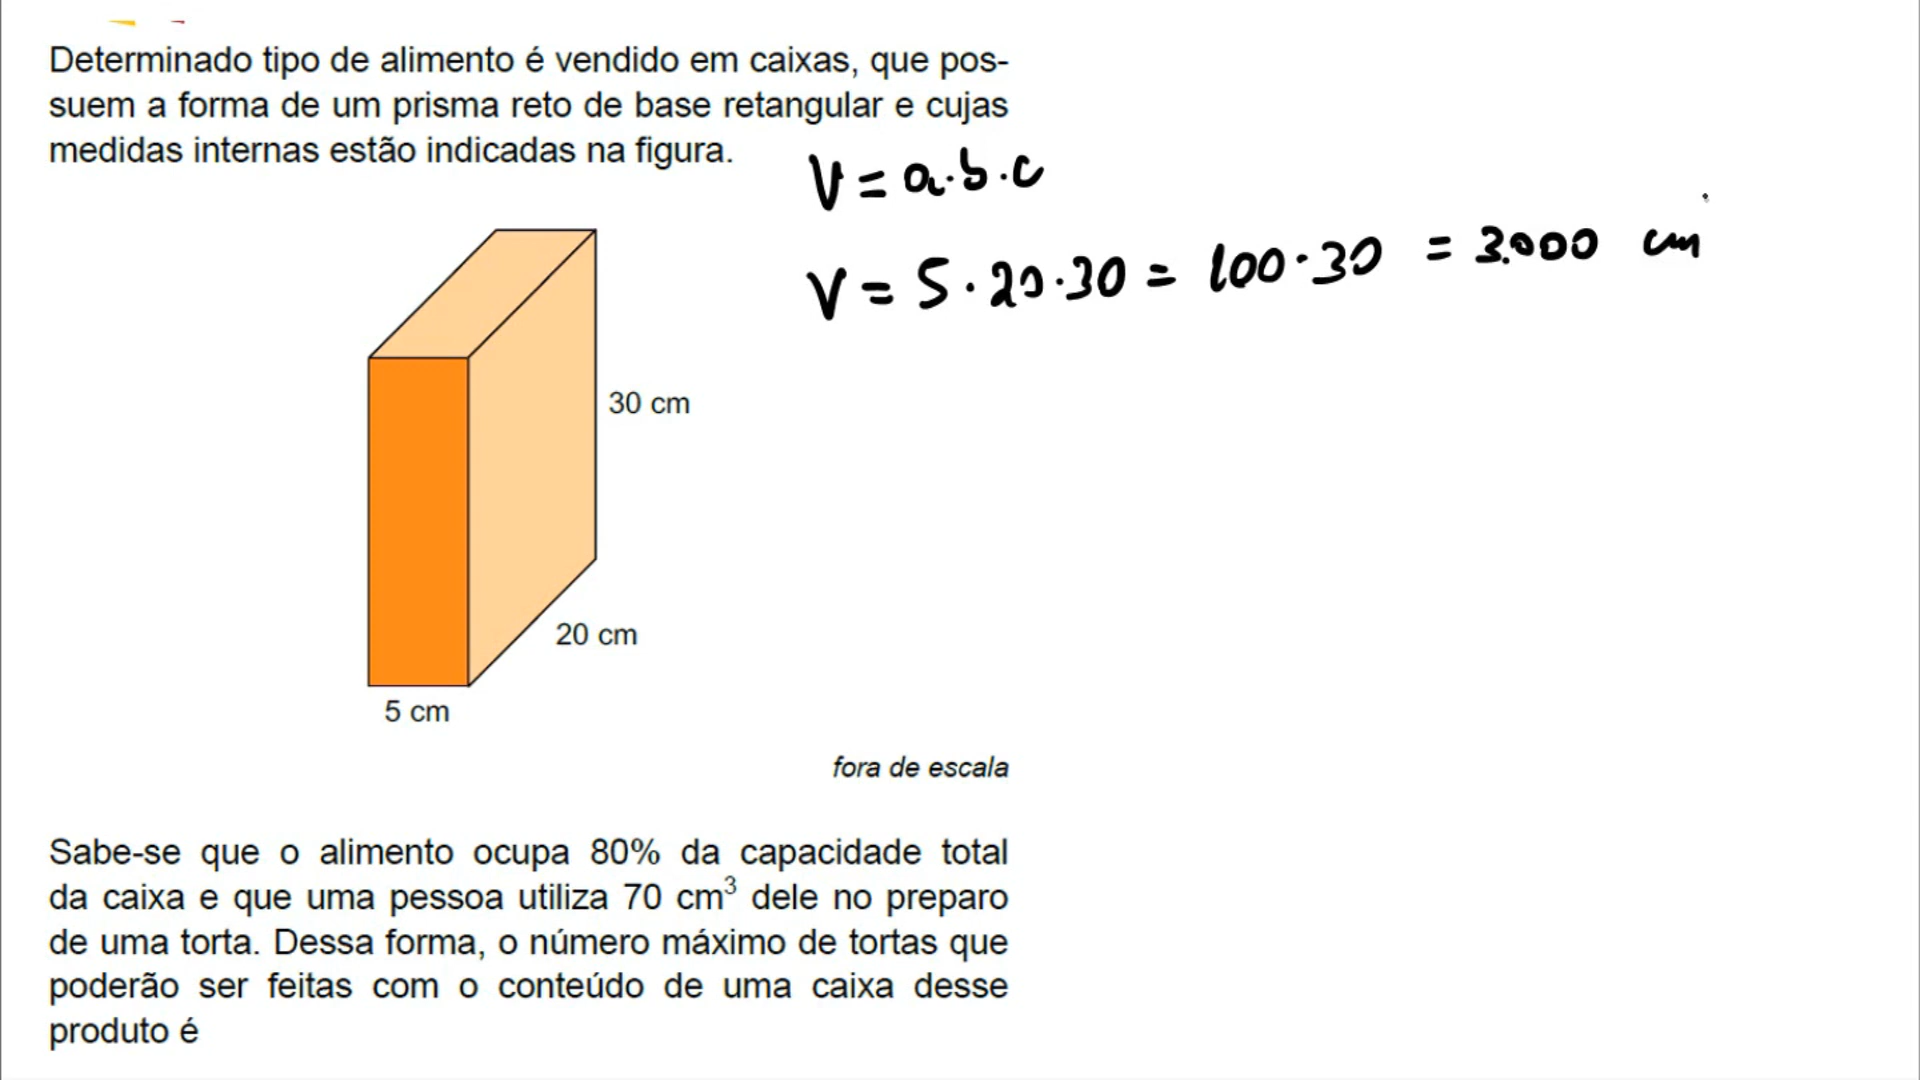 Determinado tipo de alimento é vendido em caixas, que pos-
suem a forma de um prisma reto de base retangular e cujas
medidas internas estão indicadas na figura.
V = a·b·c
V = 5·20·30 = 100·30 = 3.000 cm
30 cm
20 cm
5 cm
fora de escala
Sabe-se que o alimento ocupa 80% da capacidade total
da caixa e que uma pessoa utiliza 70 cm³ dele no preparo
de uma torta. Dessa forma, o número máximo de tortas que
poderão ser feitas com o conteúdo de uma caixa desse
produto é